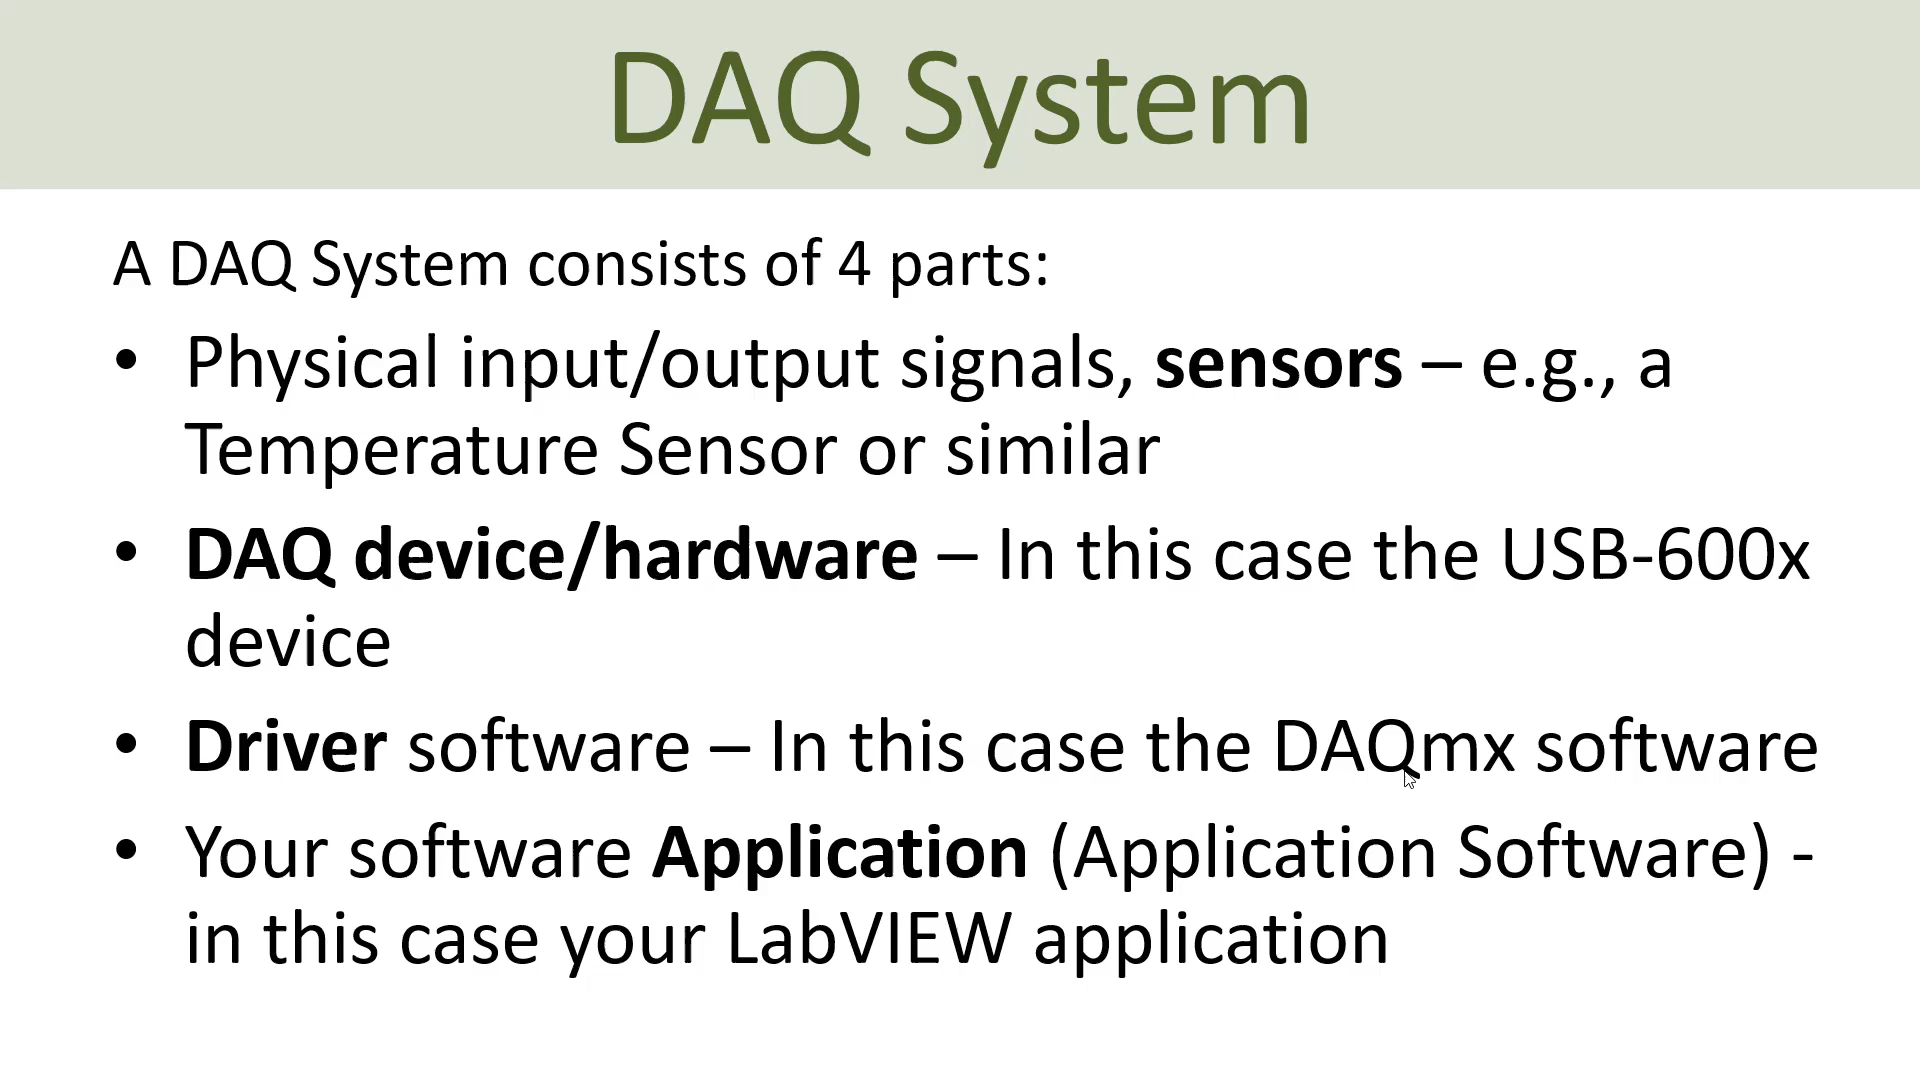 DAQ System
A DAQ System consists of 4 parts:
• Physical input/output signals, sensors – e.g., a
Temperature Sensor or similar
• DAQ device/hardware – In this case the USB-600x
device
• Driver software – In this case the DAQmx software
• Your software Application (Application Software) -
in this case your LabVIEW application